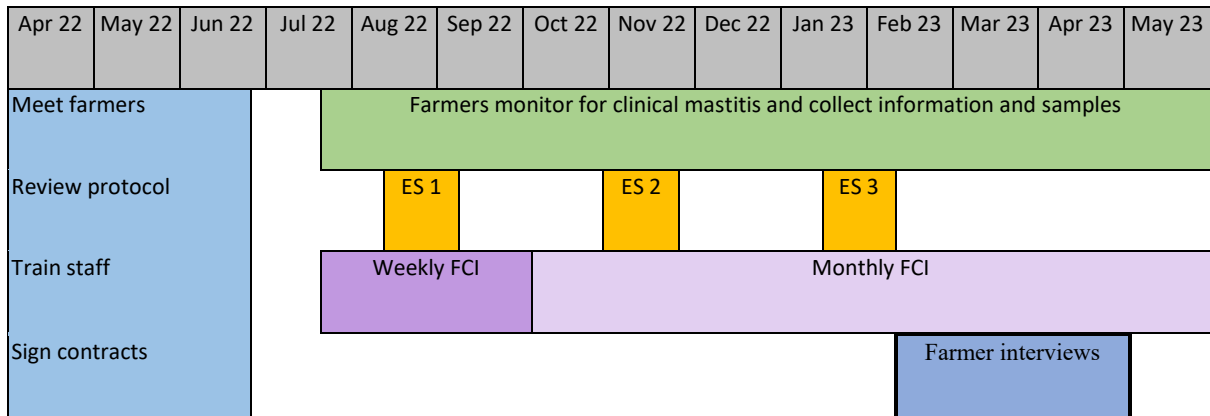 Apr 22 May 22 Jun 22 Jul 22 Aug 22 Sep 22 Oct 22 Nov 22 Dec 22 Jan 23 Feb 23 Mar 23 Apr 23 May 23
Meet farmers Farmers monitor for clinical mastitis and collect information and samples
Review protocol ES 1 ES 2 ES 3
Train staff Weekly FCI Monthly FCI
Sign contracts Farmer interviews